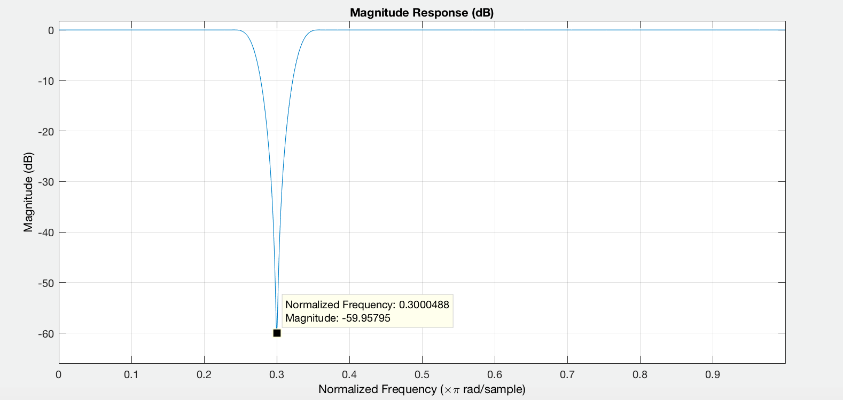 Magnitude Response (dB)
0
-10
-20
-30
-40
-50
-60
Magnitude (dB)
Normalized Frequency: 0.3000488
Magnitude: -59.95795
0 0.1 0.2 0.3 0.4 0.5 0.6 0.7 0.8 0.9
Normalized Frequency (×π rad/sample)